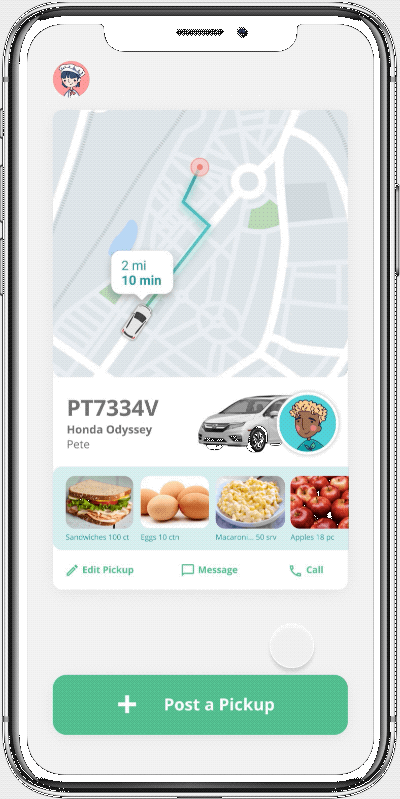 2 mi
10 min
PT7334V
Honda Odyssey
Pete
Sandwiches 100 ct
Eggs 10 ctn
Macaroni... 50 srv
Apples 18 pc
Edit Pickup
Message
Call
Post a Pickup